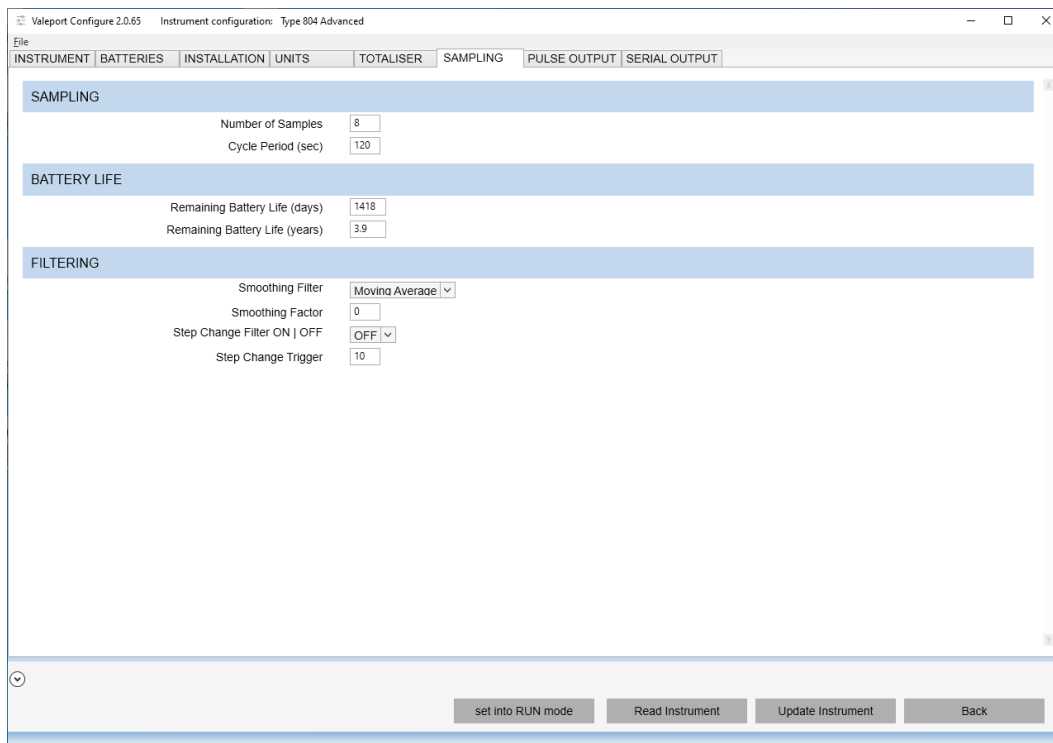 Valeport Configure 2.0.65 Instrument configuration: Type 804 Advanced
File
INSTRUMENT BATTERIES INSTALLATION UNITS TOTALISER SAMPLING PULSE OUTPUT SERIAL OUTPUT
SAMPLING
Number of Samples 8
Cycle Period (sec) 120
BATTERY LIFE
Remaining Battery Life (days) 1418
Remaining Battery Life (years) 3.9
FILTERING
Smoothing Filter Moving Average
Smoothing Factor 0
Step Change Filter ON | OFF OFF
Step Change Trigger 10
set into RUN mode Read Instrument Update Instrument Back